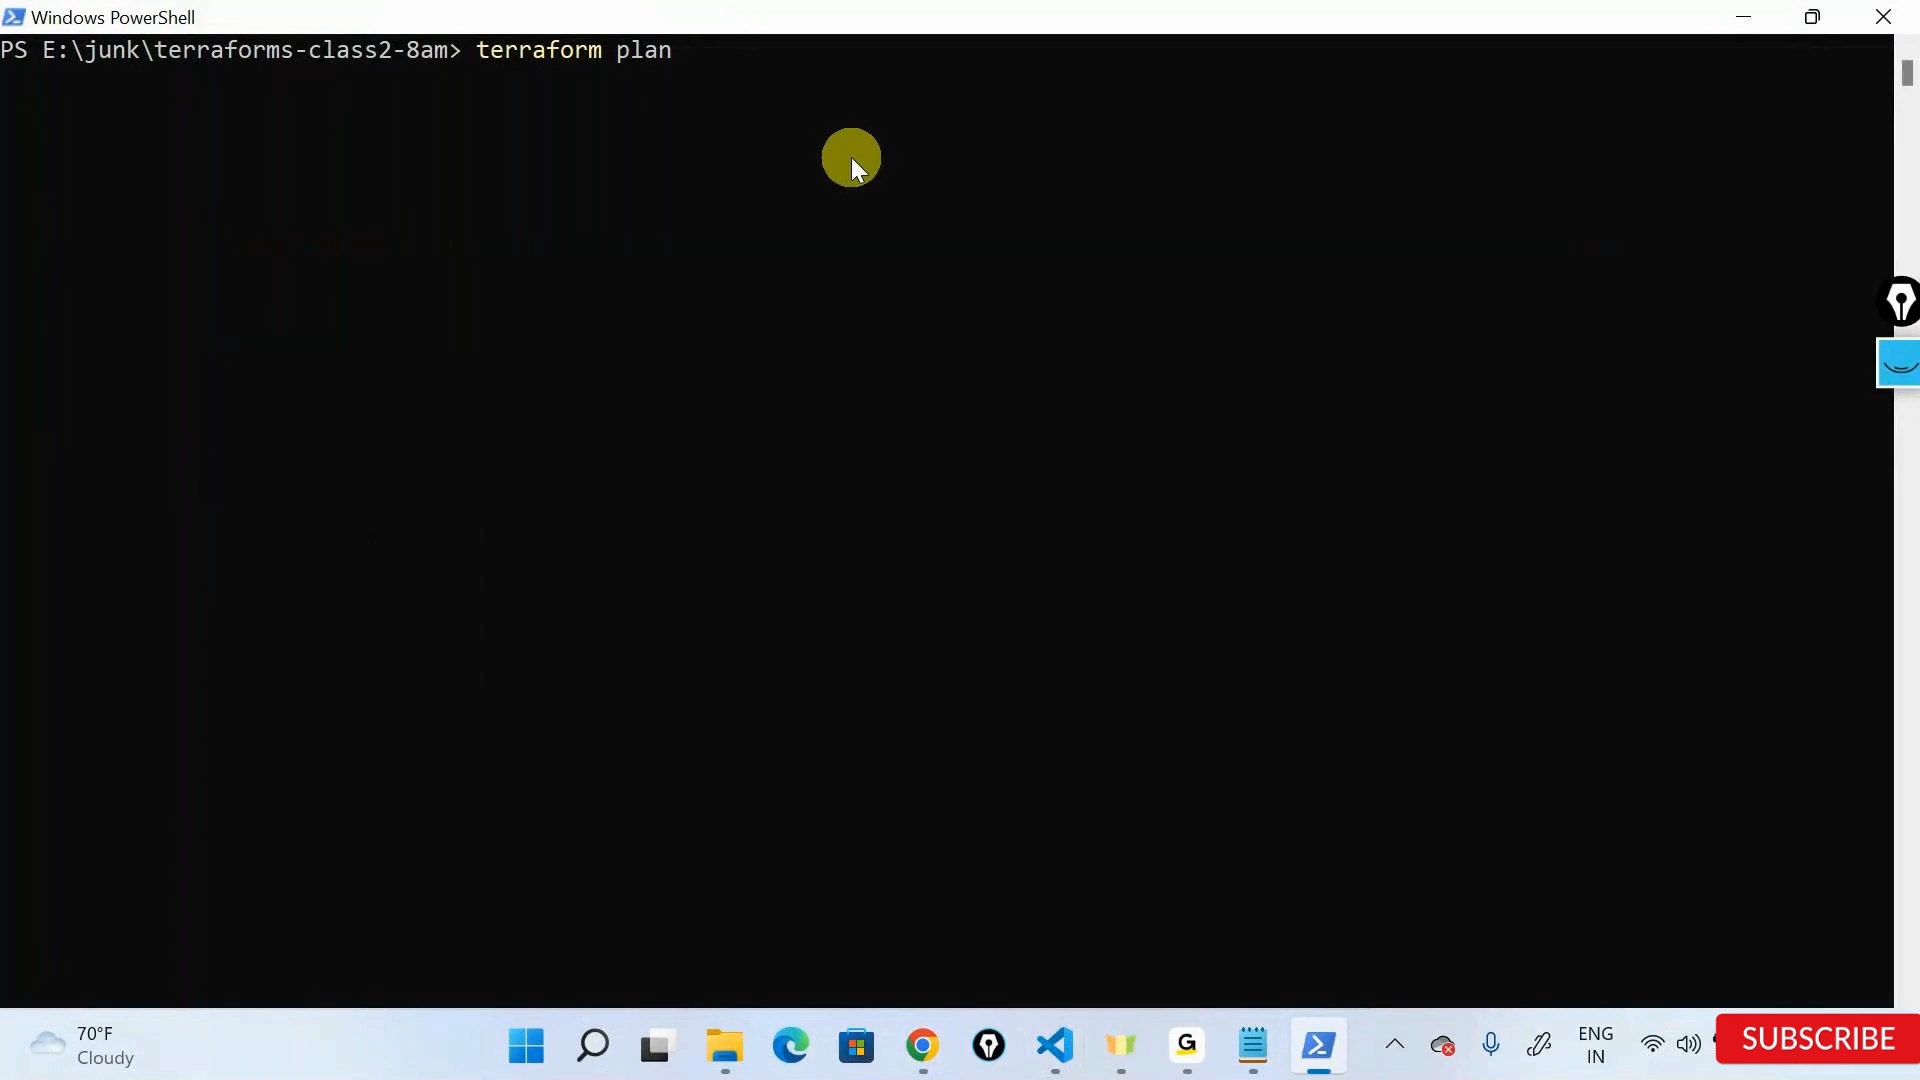 Windows PowerShell
PS E:\junk\terraforms-class2-8am> terraform plan
70°F
Cloudy
G
ENG
IN
SUBSCRIBE